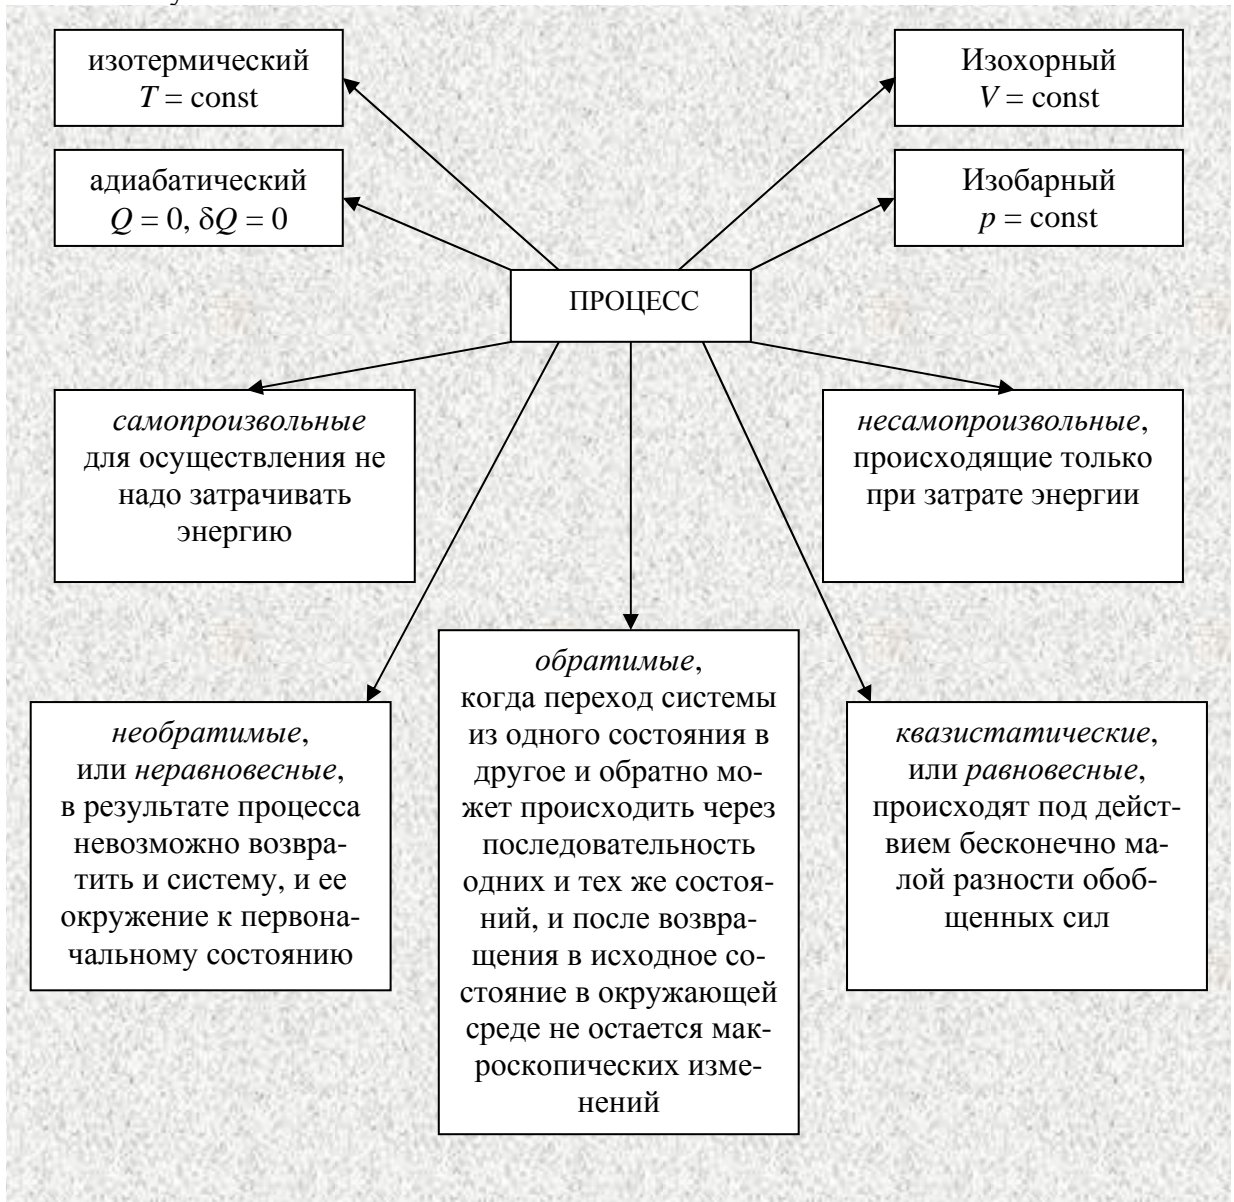 изотермический
T = const
Изохорный
V = const
адиабатический
Q = 0, δQ = 0
Изобарный
p = const
ПРОЦЕСС
самопроизвольные
для осуществления не
надо затрачивать
энергию
несамопроизвольные,
происходящие только
при затрате энергии
необратимые,
или неравновесные,
в результате процесса
невозможно возвра-
тить и систему, и ее
окружение к первона-
чальному состоянию
обратимые,
когда переход системы
из одного состояния в
другое и обратно мо-
жет происходить через
последовательность
одних и тех же состоя-
ний, и после возвра-
щения в исходное со-
стояние в окружающей
среде не остается мак-
роскопических изме-
нений
квазистатические,
или равновесные,
происходят под дейст-
вием бесконечно ма-
лой разности обоб-
щенных сил